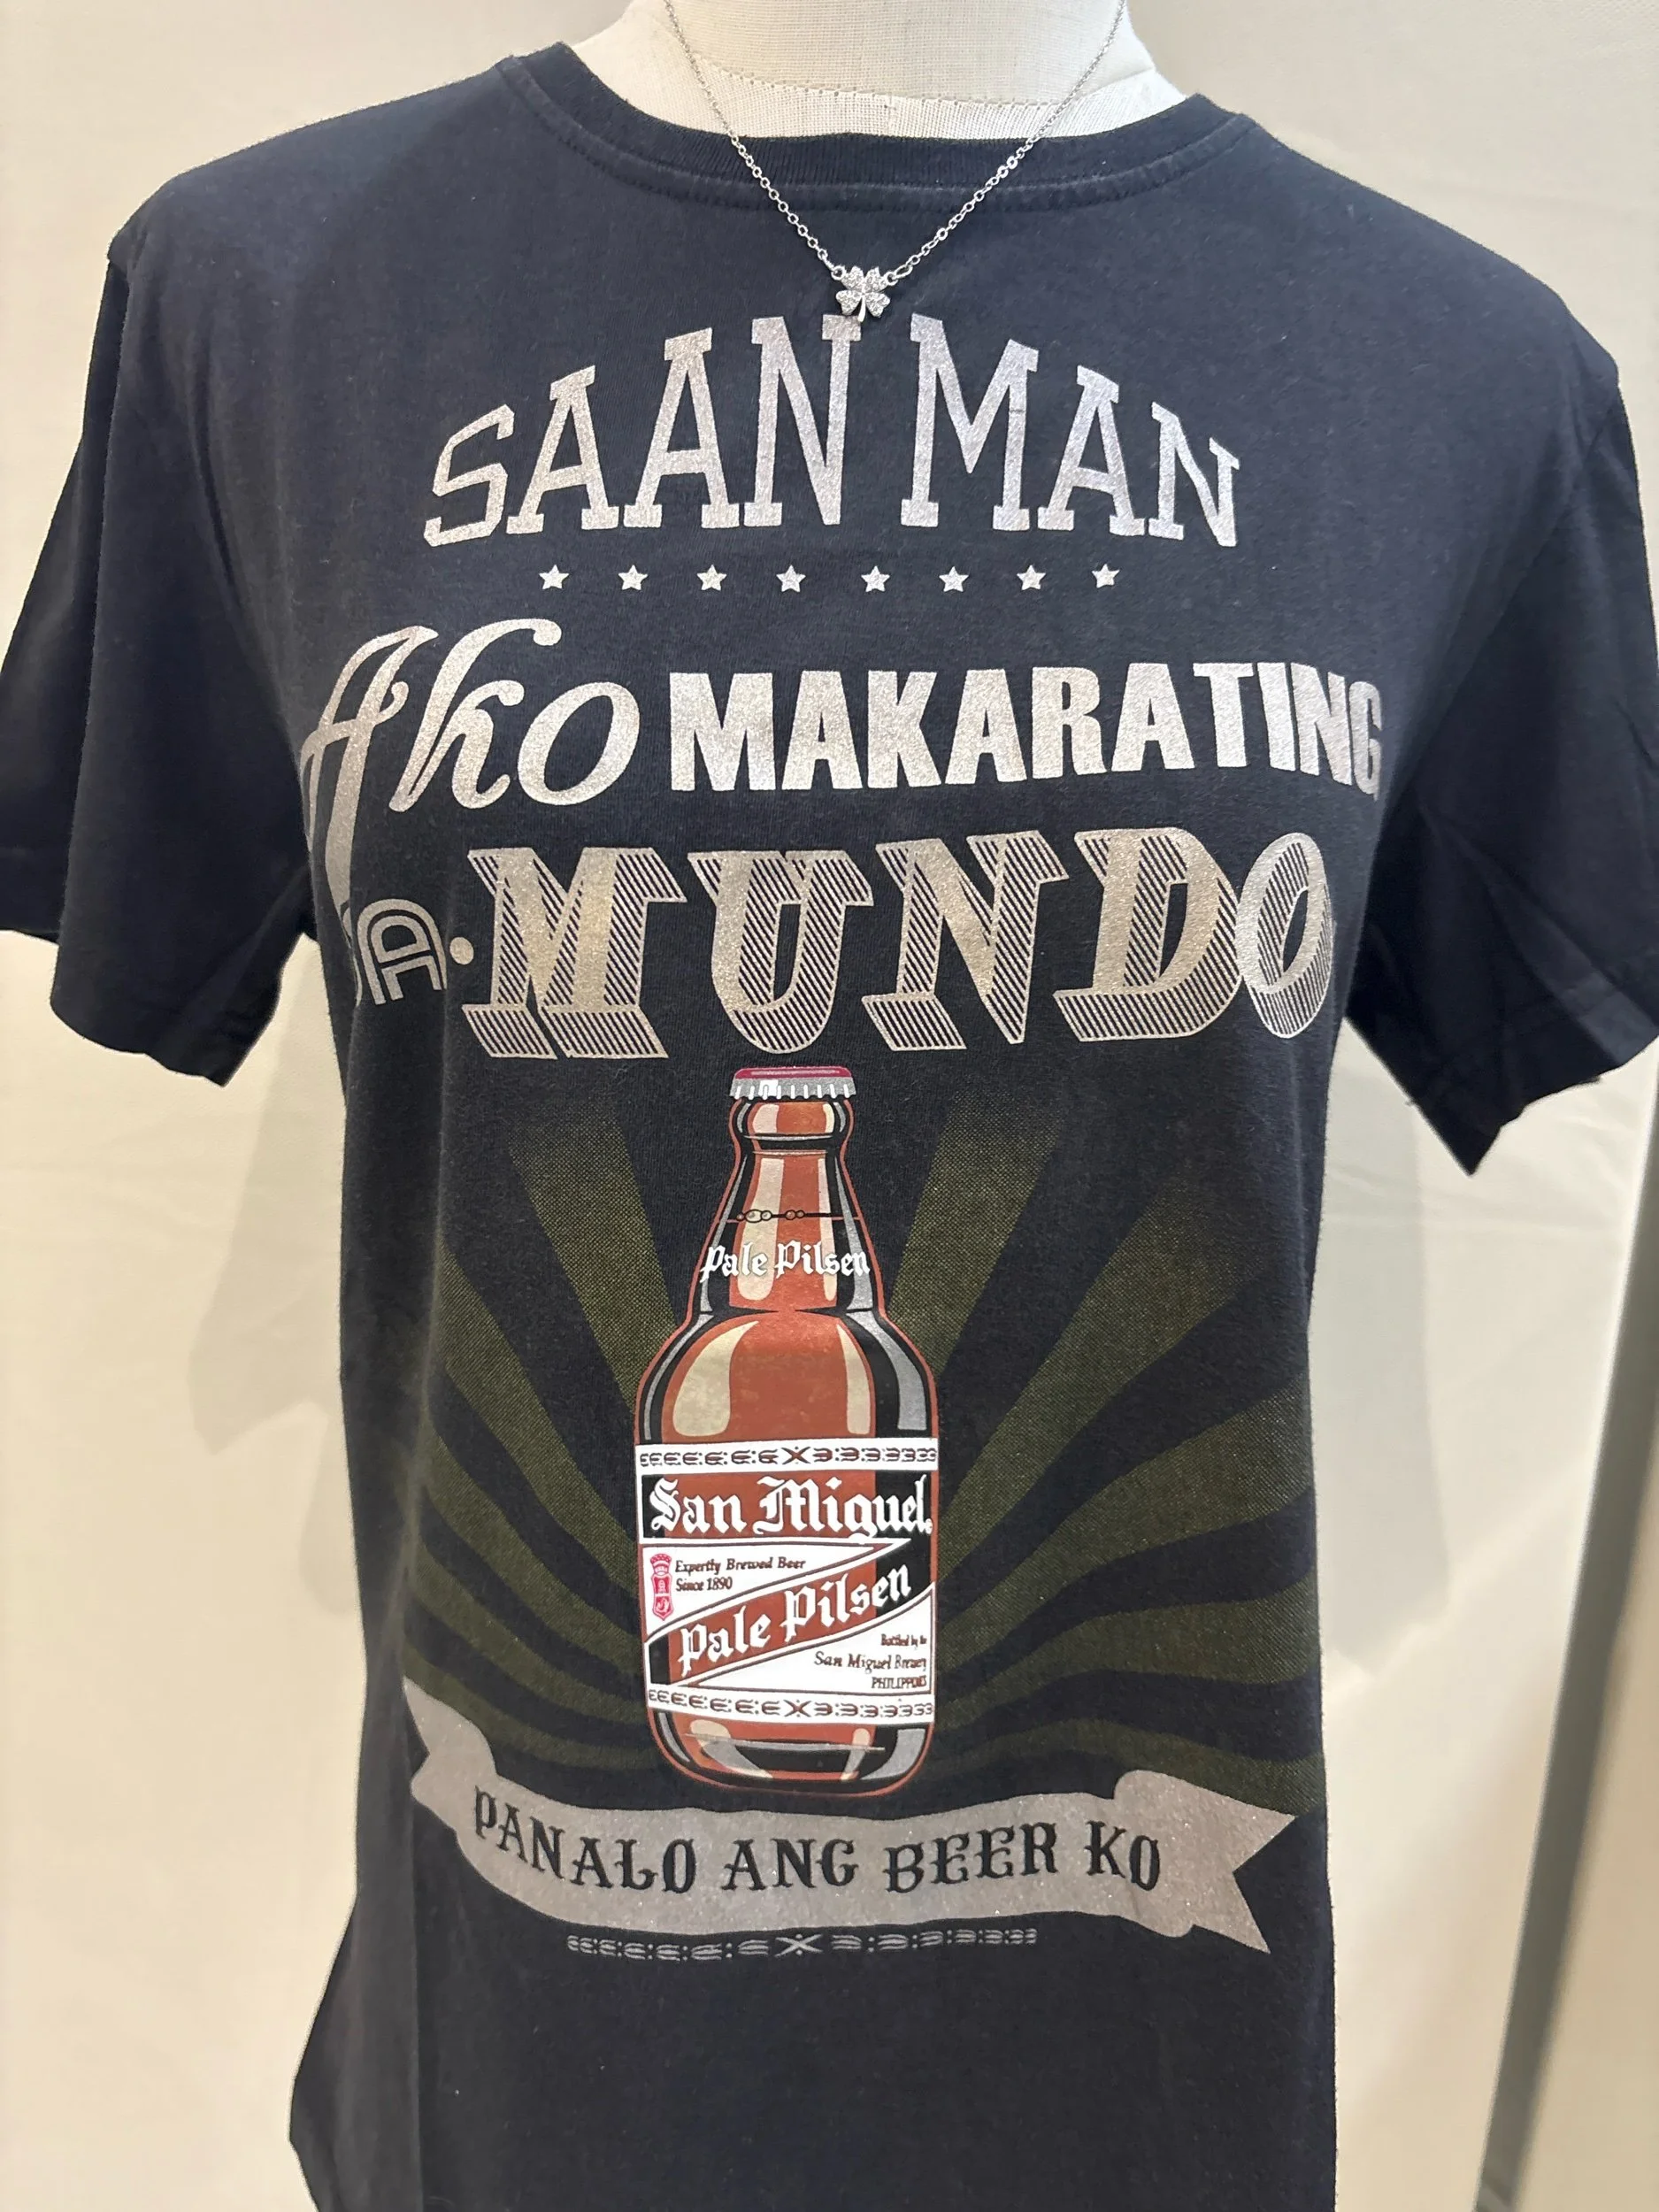 SAAN MAN
Ako MAKARATING
SA • MUNDO
Pale Pilsen
San Miguel
Expertly Brewed Beer
Since 1890
Pale Pilsen
Bottled by the
San Miguel Brewery
PHILIPPINES
PANALO ANG BEER KO